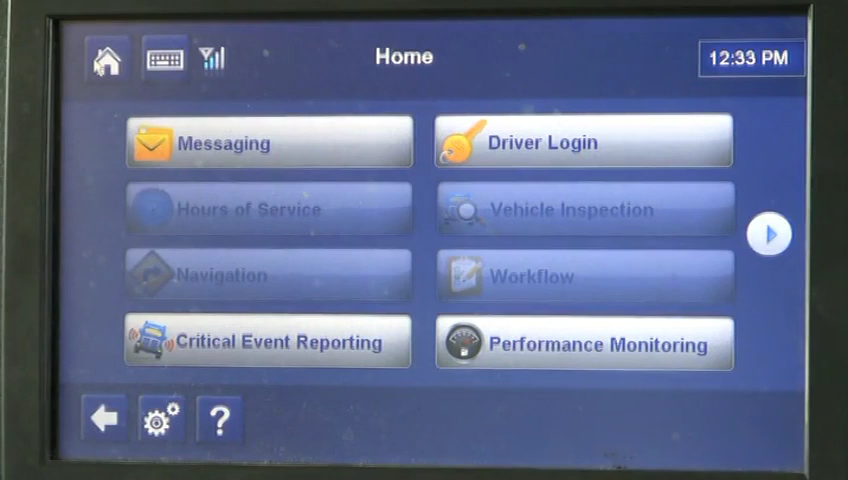 Home
12:33 PM
Messaging
Driver Login
Hours of Service
Vehicle Inspection
Navigation
Workflow
Critical Event Reporting
Performance Monitoring
?